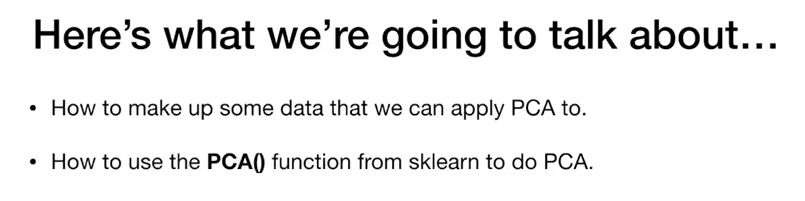 Here's what we're going to talk about...
• How to make up some data that we can apply PCA to.
• How to use the PCA() function from sklearn to do PCA.